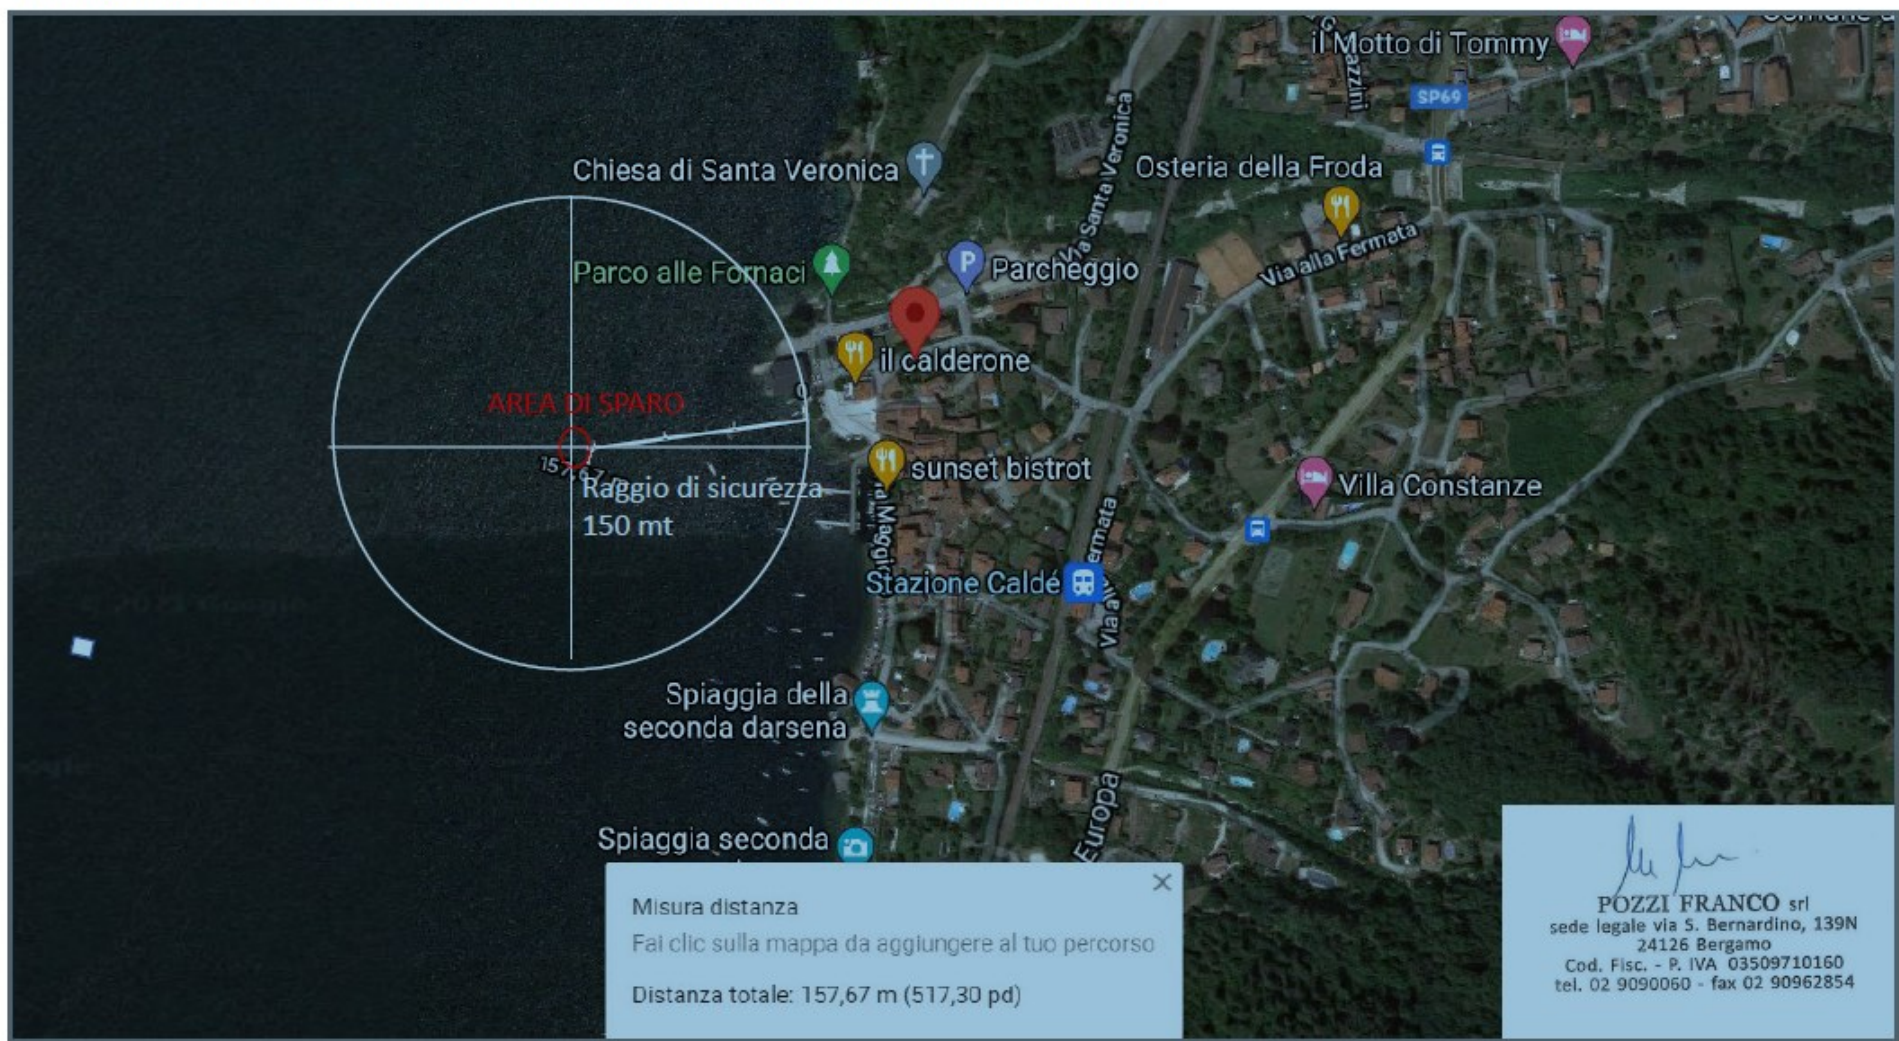 il Motto di Tommy
SP69
Chiesa di Santa Veronica
Via Santa Veronica
Osteria della Froda
Parco alle Fornaci
Parcheggio
Via alla Fermata
il calderone
0
AREA DI SPARO
157,67 m
Raggio di sicurezza
150 mt
sunset bistrot
Villa Constanze
Stazione Caldé
Spiaggia della
seconda darsena
Spiaggia seconda
Europa
Misura distanza
Fai clic sulla mappa da aggiungere al tuo percorso
Distanza totale: 157,67 m (517,30 pd)
POZZI FRANCO srl
sede legale via S. Bernardino, 139N
24126 Bergamo
Cod. Fisc. - P. IVA 03509710160
tel. 02 9090060 - fax 02 90962854